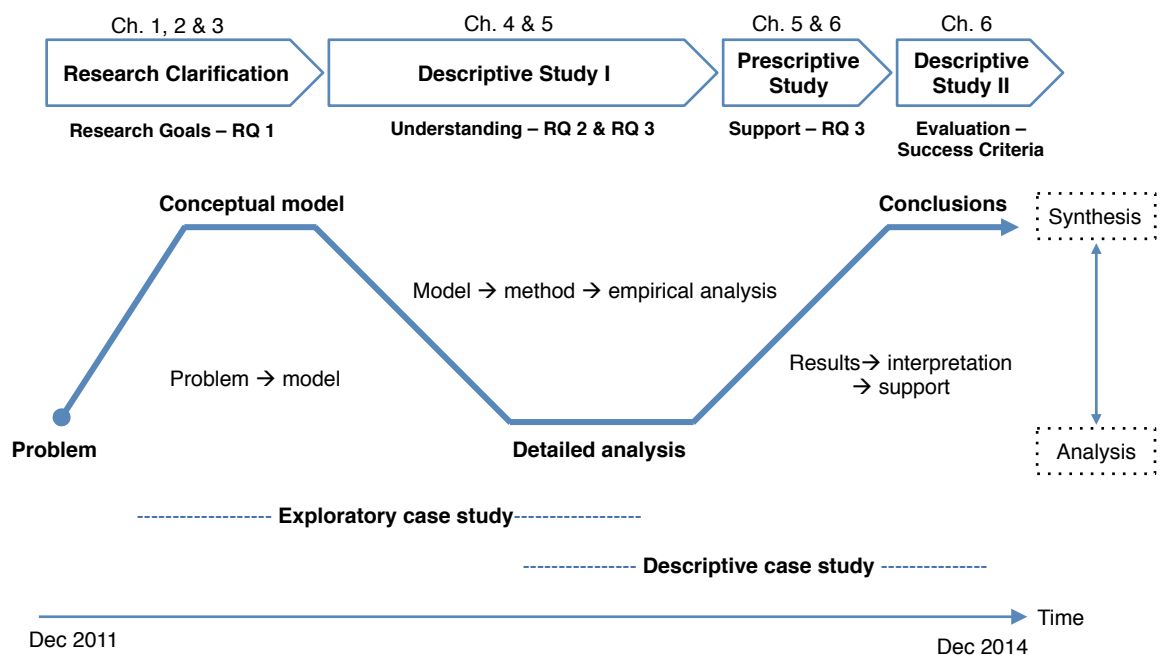 Ch. 1, 2 & 3
Ch. 4 & 5
Ch. 5 & 6
Ch. 6
Research Clarification
Descriptive Study I
Prescriptive
Study
Descriptive
Study II
Research Goals – RQ 1
Understanding – RQ 2 & RQ 3
Support – RQ 3
Evaluation –
Success Criteria
Conceptual model
Conclusions
Synthesis
Model → method → empirical analysis
Problem → model
Results→ interpretation
→ support
Problem
Detailed analysis
Analysis
Exploratory case study
Descriptive case study
Time
Dec 2011
Dec 2014